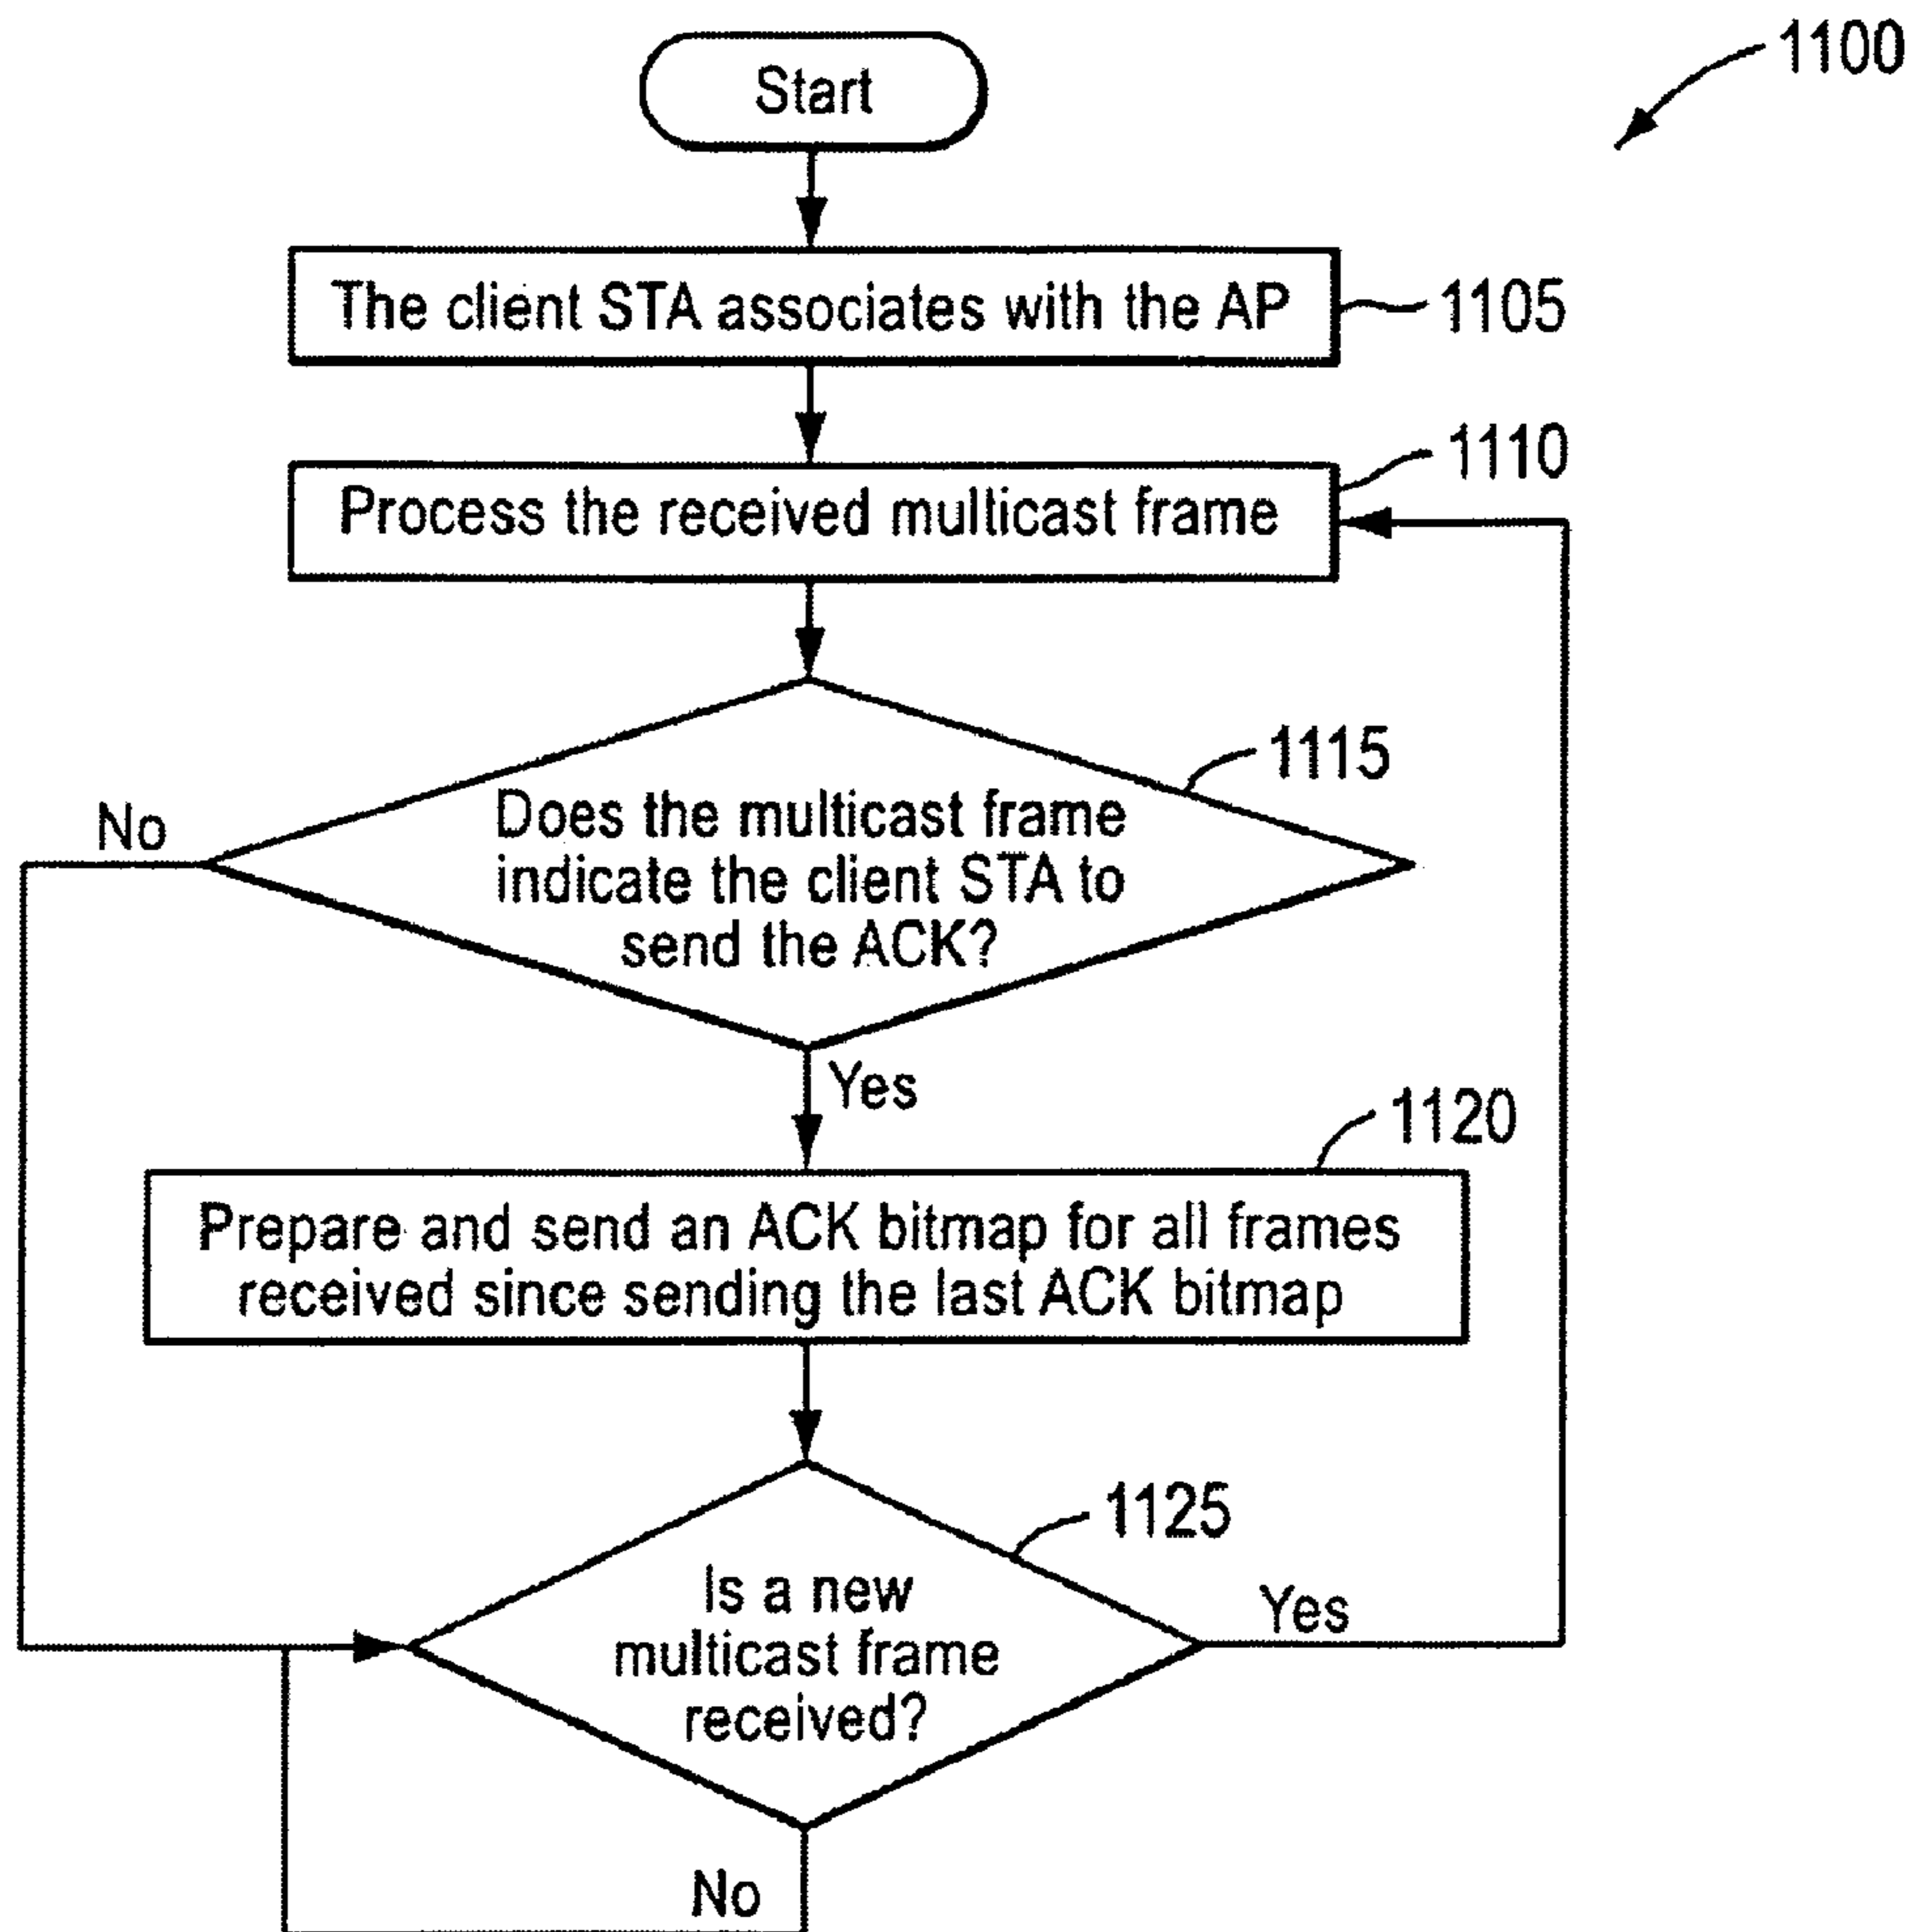 1100
Start
The client STA associates with the AP
1105
1110
Process the received multicast frame
1115
No
Does the multicast frame
indicate the client STA to
send the ACK?
Yes
1120
Prepare and send an ACK bitmap for all frames
received since sending the last ACK bitmap
1125
Is a new
multicast frame
received?
Yes
No